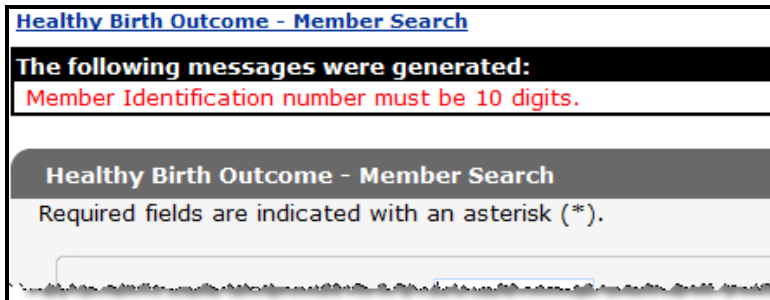 Healthy Birth Outcome - Member Search
The following messages were generated:
Member Identification number must be 10 digits.
Healthy Birth Outcome - Member Search
Required fields are indicated with an asterisk (*).